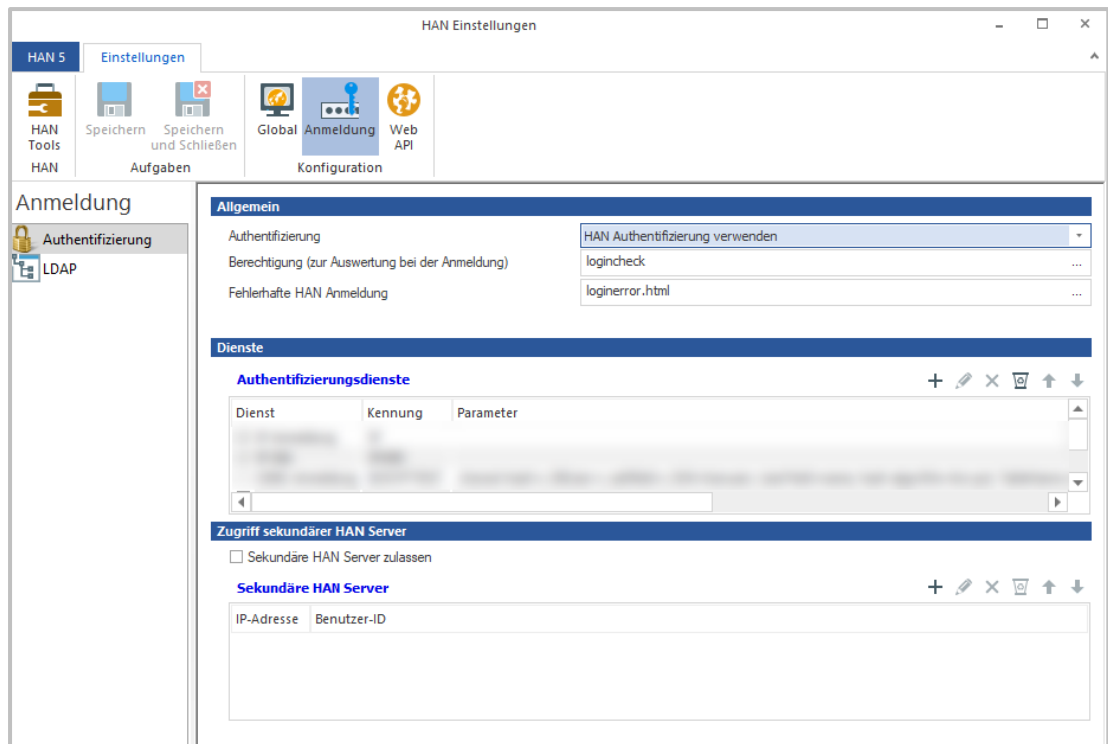 HAN Einstellungen
HAN 5 Einstellungen
HAN Tools
Speichern
Speichern und Schließen
Global
Anmeldung
Web API
HAN
Aufgaben
Konfiguration
Anmeldung
Authentifizierung
LDAP
Allgemein
Authentifizierung HAN Authentifizierung verwenden
Berechtigung (zur Auswertung bei der Anmeldung) logincheck ...
Fehlerhafte HAN Anmeldung loginerror.html ...
Dienste
Authentifizierungsdienste
Dienst Kennung Parameter
Zugriff sekundärer HAN Server
Sekundäre HAN Server zulassen
Sekundäre HAN Server
IP-Adresse Benutzer-ID